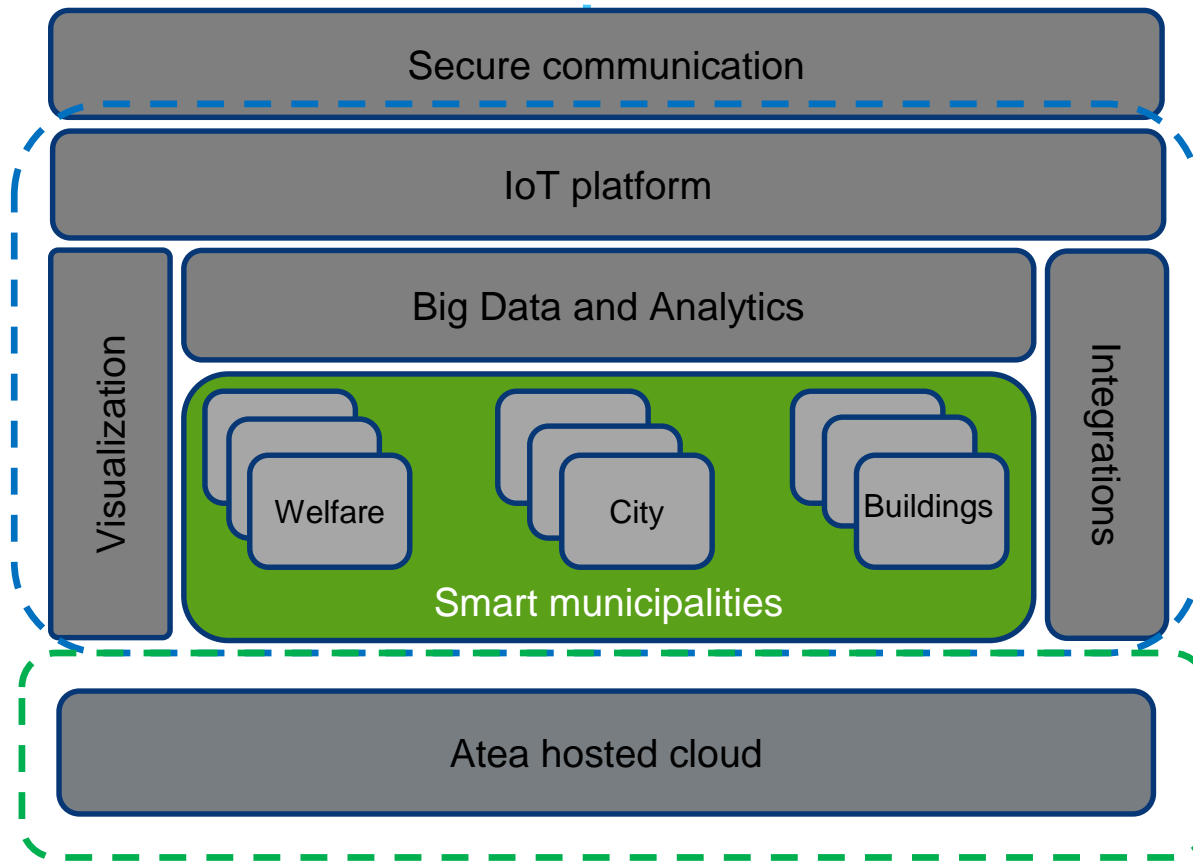 Secure communication
IoT platform
Big Data and Analytics
Visualization
Integrations
Welfare
City
Buildings
Smart municipalities
Atea hosted cloud